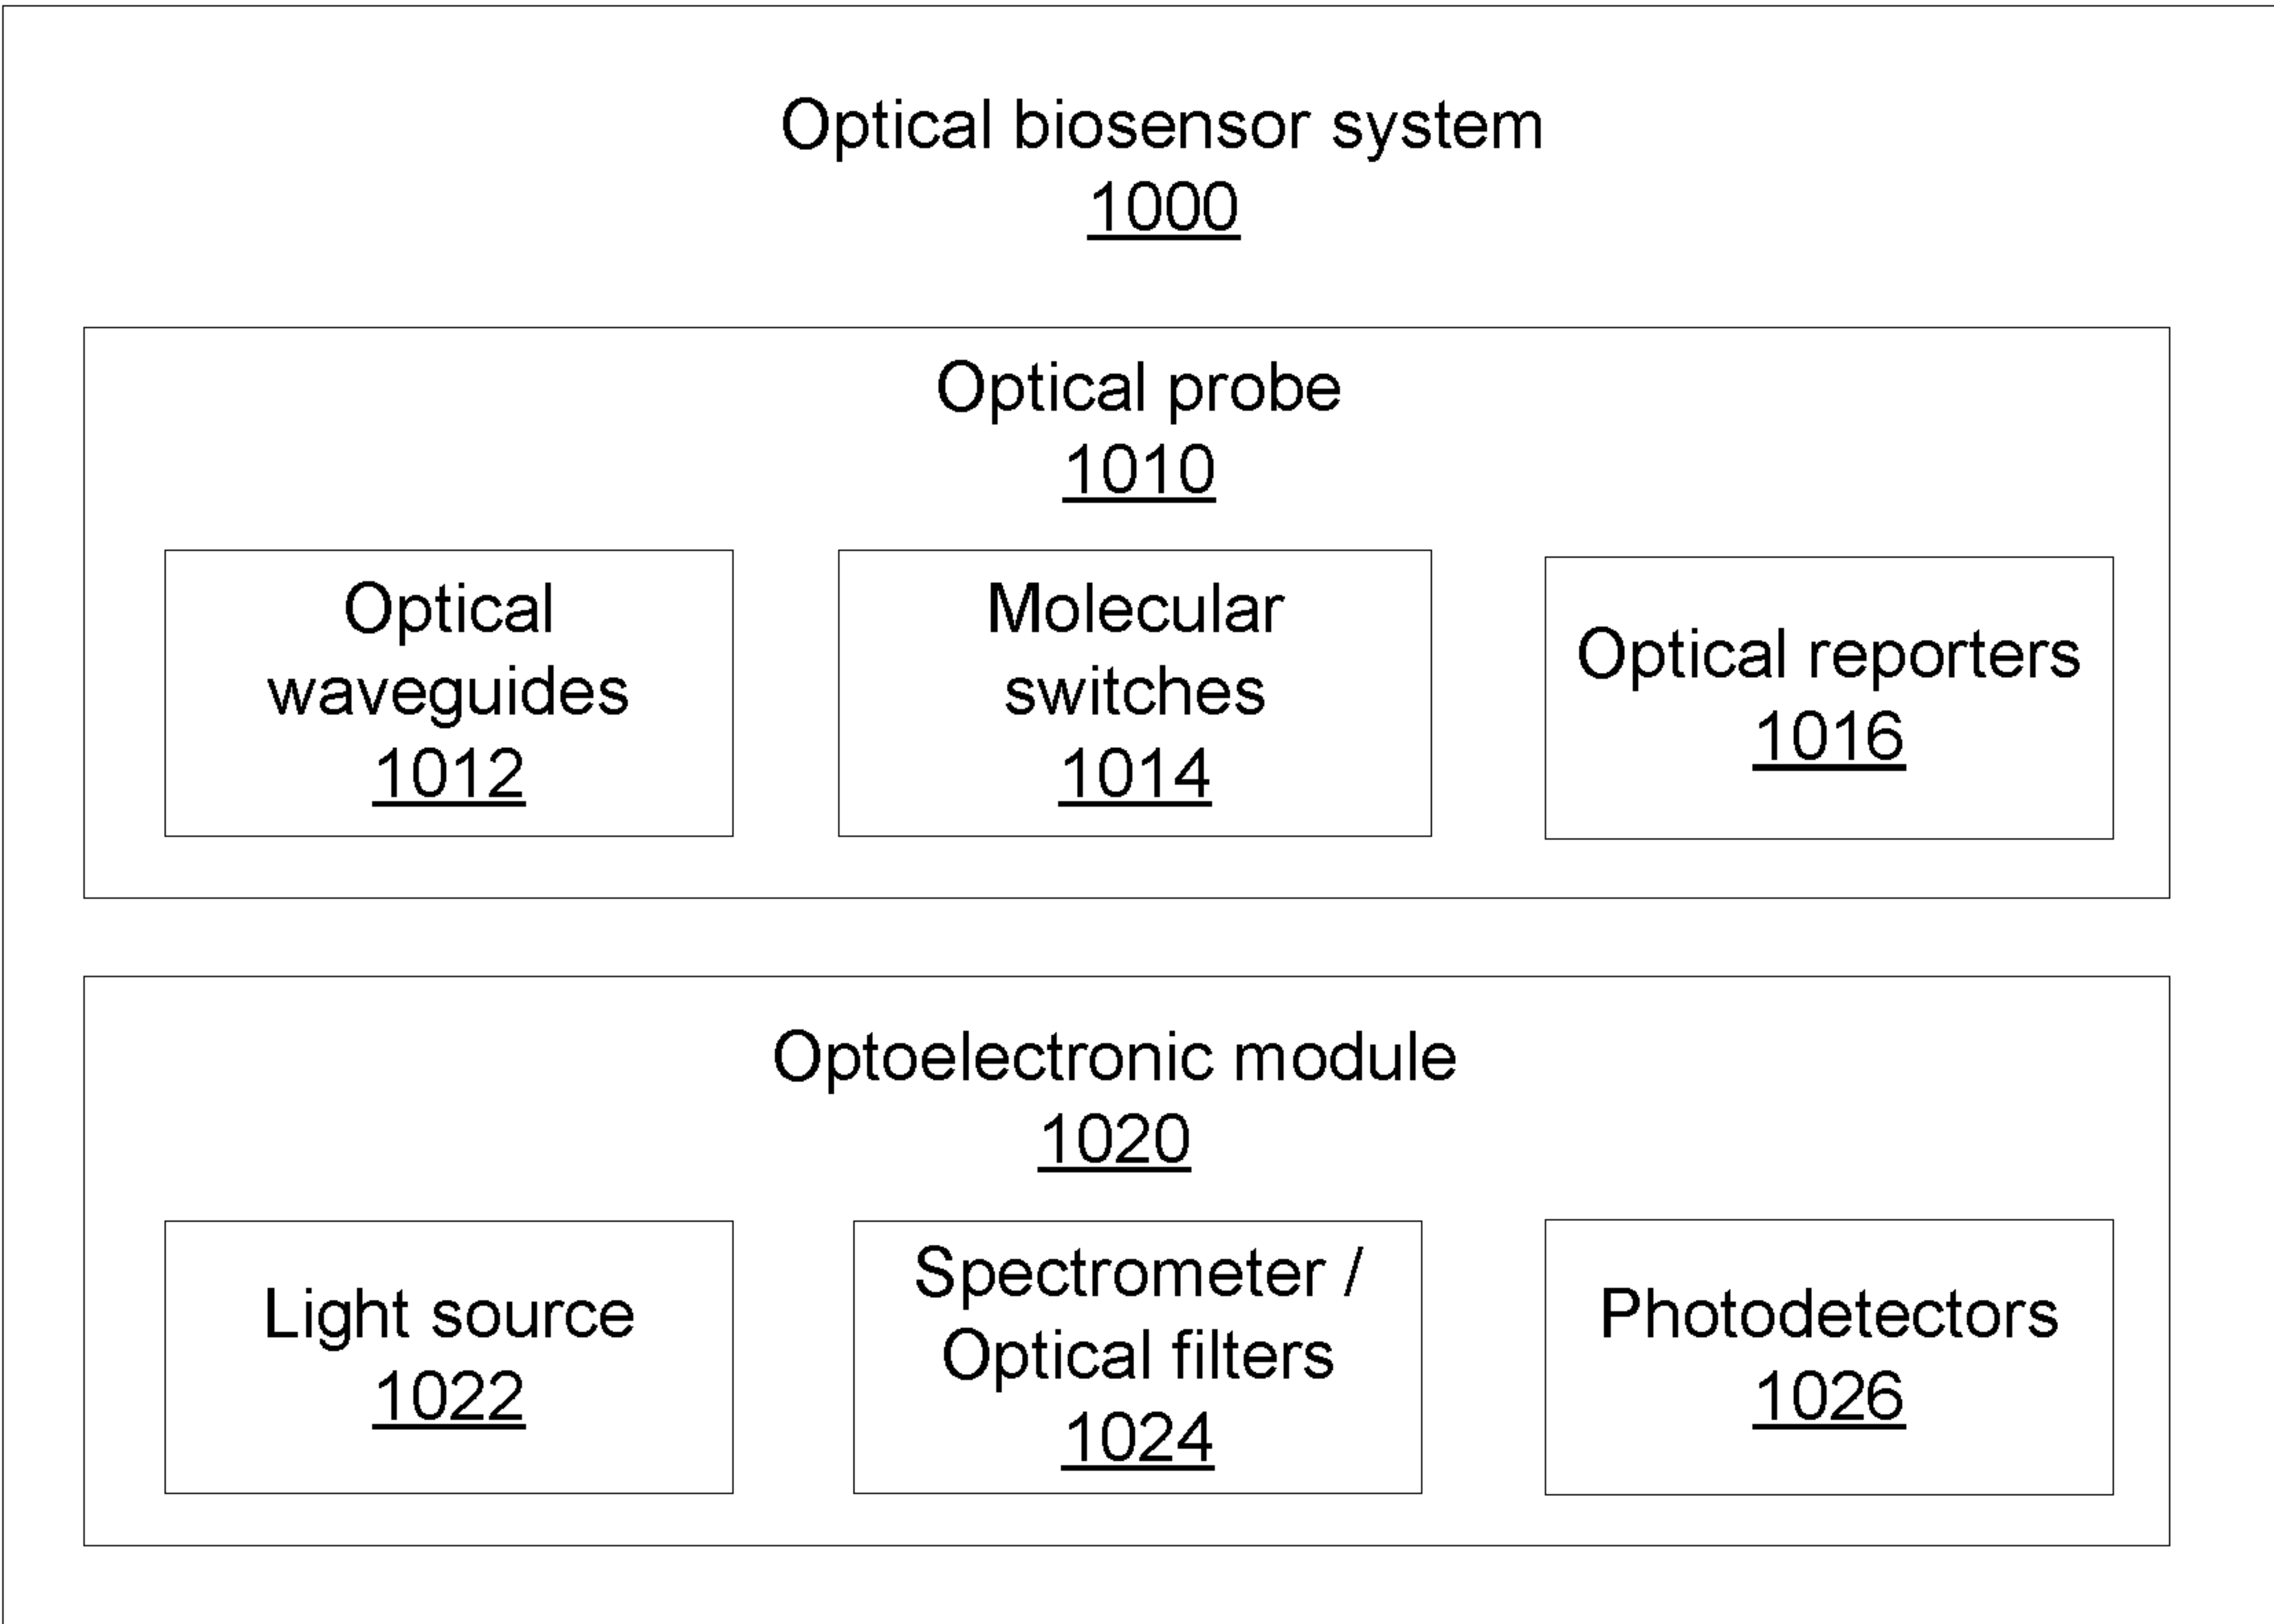 Optical biosensor system
1000
Optical probe
1010
Optical
waveguides
1012
Molecular
switches
1014
Optical reporters
1016
Optoelectronic module
1020
Light source
1022
Spectrometer /
Optical filters
1024
Photodetectors
1026